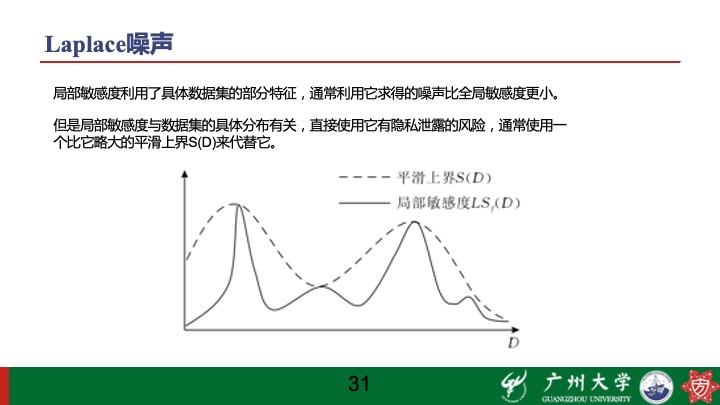 Laplace噪声
局部敏感度利用了具体数据集的部分特征，通常利用它求得的噪声比全局敏感度更小。
但是局部敏感度与数据集的具体分布有关，直接使用它有隐私泄露的风险，通常使用一
个比它略大的平滑上界S(D)来代替它。
平滑上界S(D)
局部敏感度LSf(D)
D
31
广州大学
GUANGZHOU UNIVERSITY